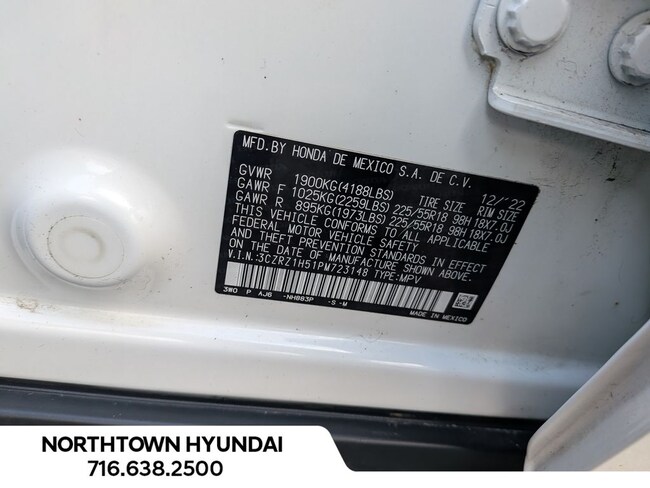 MFD.BY HONDA DE MEXICO S.A. DE C.V.
12/'22
GVWR 1900KG(4188LBS) TIRE SIZE RIM SIZE
GAWR F 1025KG(2259LBS) 225/55R18 98H 18X7.0J
GAWR R 895KG(1973LBS) 225/55R18 98H 18X7.0J
THIS VEHICLE CONFORMS TO ALL APPLICABLE
FEDERAL MOTOR VEHICLE SAFETY
AND THEFT PREVENTION STANDARDS IN EFFECT
ON THE DATE OF MANUFACTURE SHOWN ABOVE.
V.I.N.:3CZRZ1H51PM723148 TYPE:MPV
3W0 P AJ6 -NH883P -S-M
MADE IN MEXICO
NORTHTOWN HYUNDAI
716.638.2500